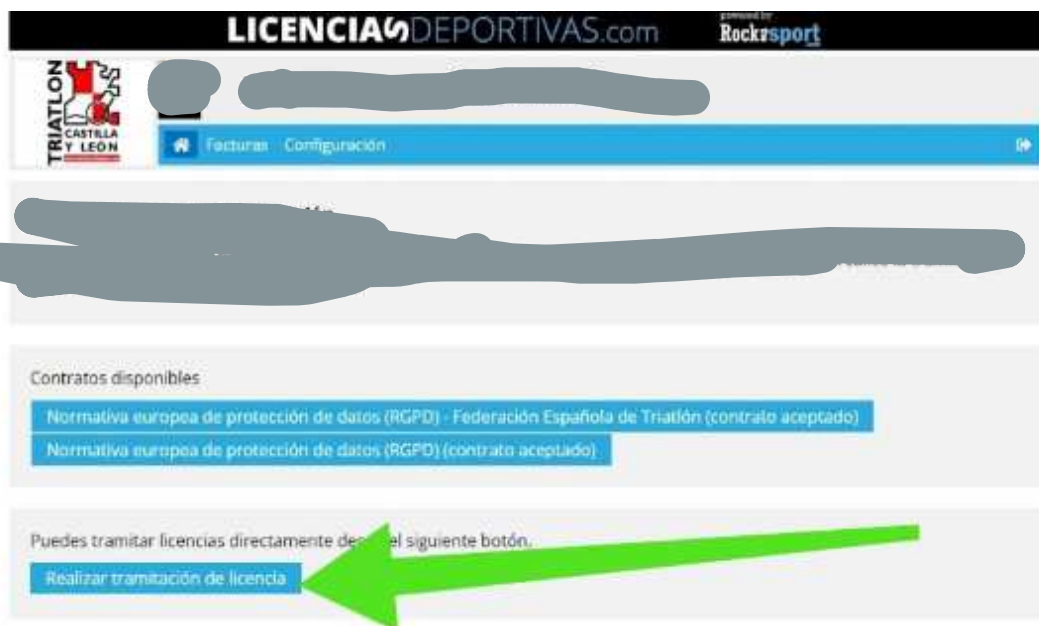 LICENCIASDEPORTIVAS.com
powered by
Rocksport
TRIATLON
CASTILLA
Y LEÓN
Facturas Configuración
Contratos disponibles
Normativa europea de protección de datos (RGPD) - Federación Española de Triatlón (contrato aceptado)
Normativa europea de protección de datos (RGPD) (contrato aceptado)
Puedes tramitar licencias directamente des el siguiente botón.
Realizar tramitación de licencia